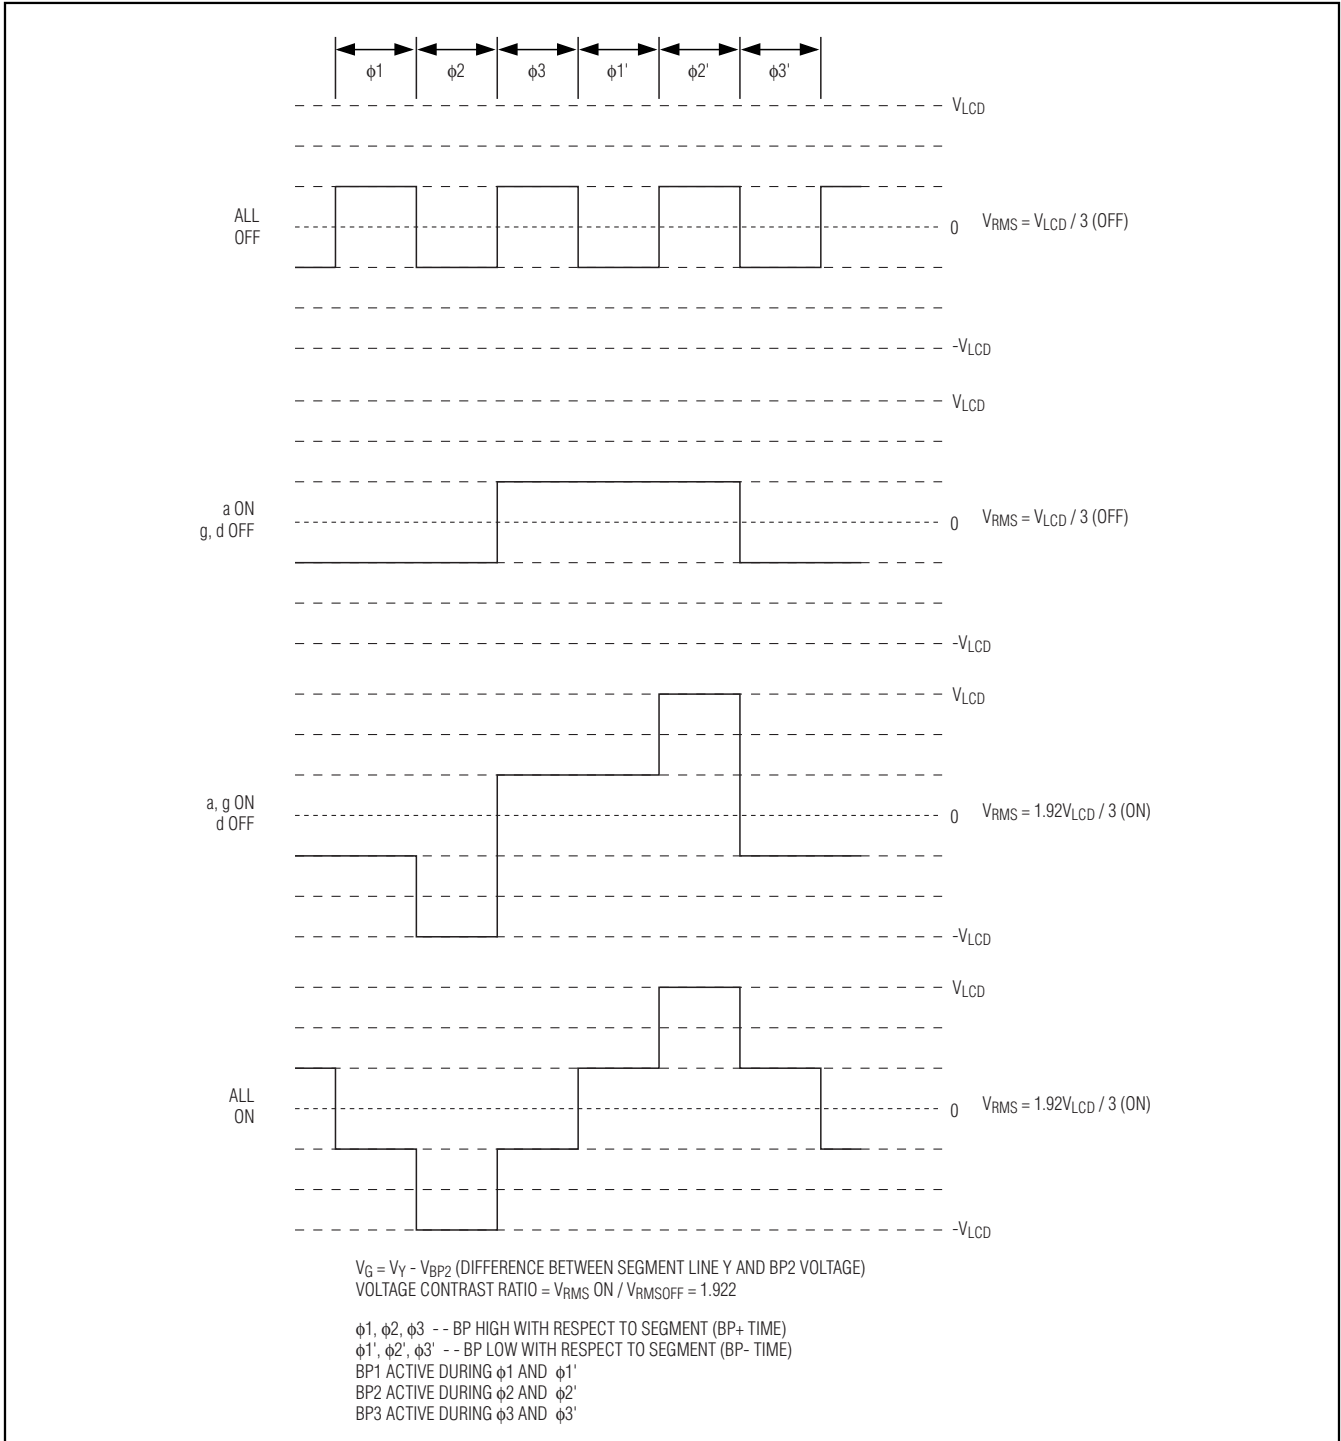 ϕ1 ϕ2 ϕ3 ϕ1' ϕ2' ϕ3'
VLCD
ALL
OFF
0 VRMS = VLCD / 3 (OFF)
-VLCD
VLCD
a ON
g, d OFF
0 VRMS = VLCD / 3 (OFF)
-VLCD
VLCD
a, g ON
d OFF
0 VRMS = 1.92VLCD / 3 (ON)
-VLCD
VLCD
ALL
ON
0 VRMS = 1.92VLCD / 3 (ON)
-VLCD
VG = VY - VBP2 (DIFFERENCE BETWEEN SEGMENT LINE Y AND BP2 VOLTAGE)
VOLTAGE CONTRAST RATIO = VRMS ON / VRMSOFF = 1.922
ϕ1, ϕ2, ϕ3 - - BP HIGH WITH RESPECT TO SEGMENT (BP+ TIME)
ϕ1', ϕ2', ϕ3' - - BP LOW WITH RESPECT TO SEGMENT (BP- TIME)
BP1 ACTIVE DURING ϕ1 AND ϕ1'
BP2 ACTIVE DURING ϕ2 AND ϕ2'
BP3 ACTIVE DURING ϕ3 AND ϕ3'